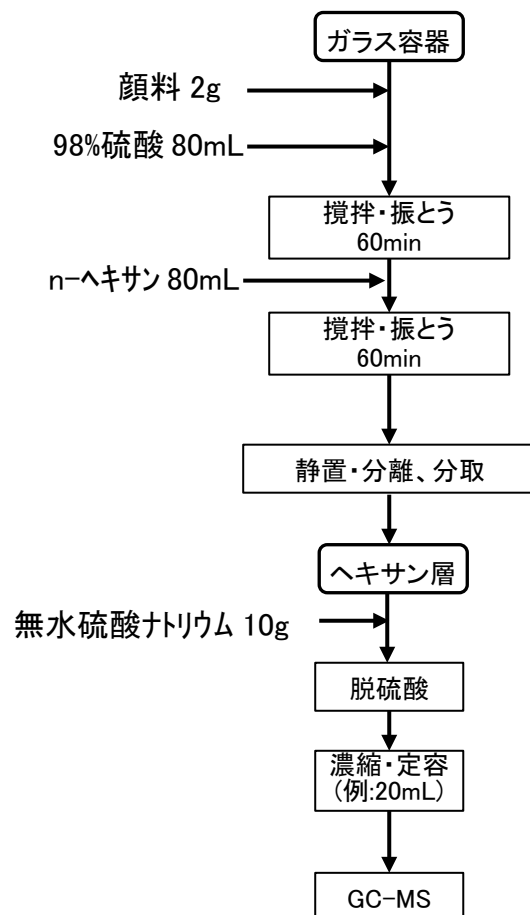 ガラス容器
顔料 2g
98%硫酸 80mL
撹拌・振とう
60min
n-ヘキサン 80mL
撹拌・振とう
60min
静置・分離、分取
ヘキサン層
無水硫酸ナトリウム 10g
脱硫酸
濃縮・定容
(例:20mL)
GC-MS